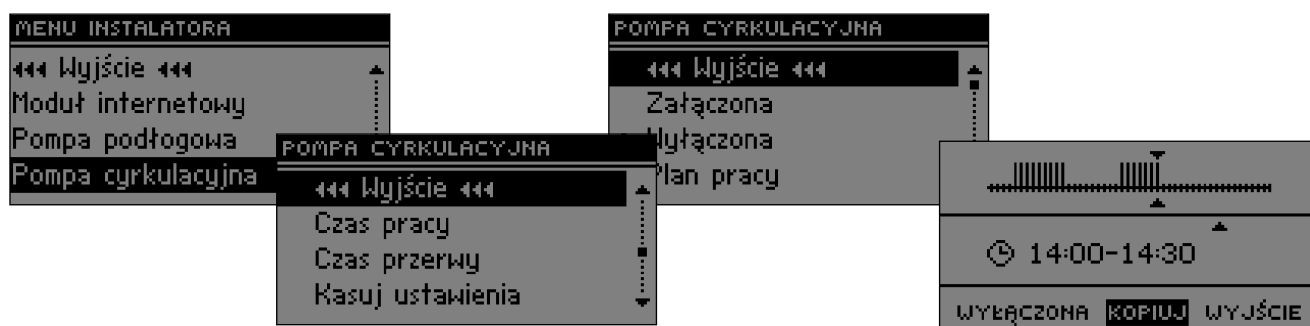 MENU INSTALATORA
Wyjście
Moduł internetowy
Pompa podłogowa
Pompa cyrkulacyjna
POMPA CYRKULACYJNA
Wyjście
Czas pracy
Czas przerwy
Kasuj ustawienia
POMPA CYRKULACYJNA
Wyjście
Załączona
Wyłączona
Plan pracy
14:00-14:30
WYŁĄCZONA KOPIUJ WYJŚCIE